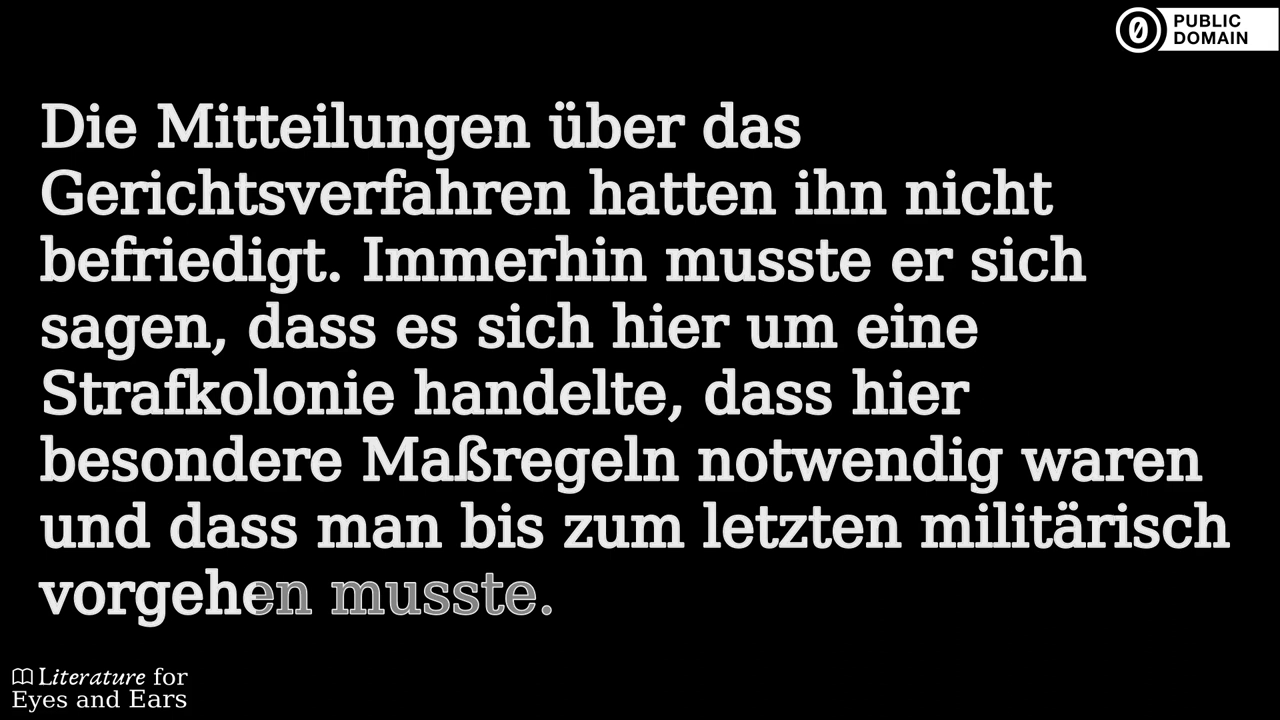 PUBLIC
DOMAIN
Die Mitteilungen über das
Gerichtsverfahren hatten ihn nicht
befriedigt. Immerhin musste er sich
sagen, dass es sich hier um eine
Strafkolonie handelte, dass hier
besondere Maßregeln notwendig waren
und dass man bis zum letzten militärisch
vorgehen musste.
Literature for
Eyes and Ears